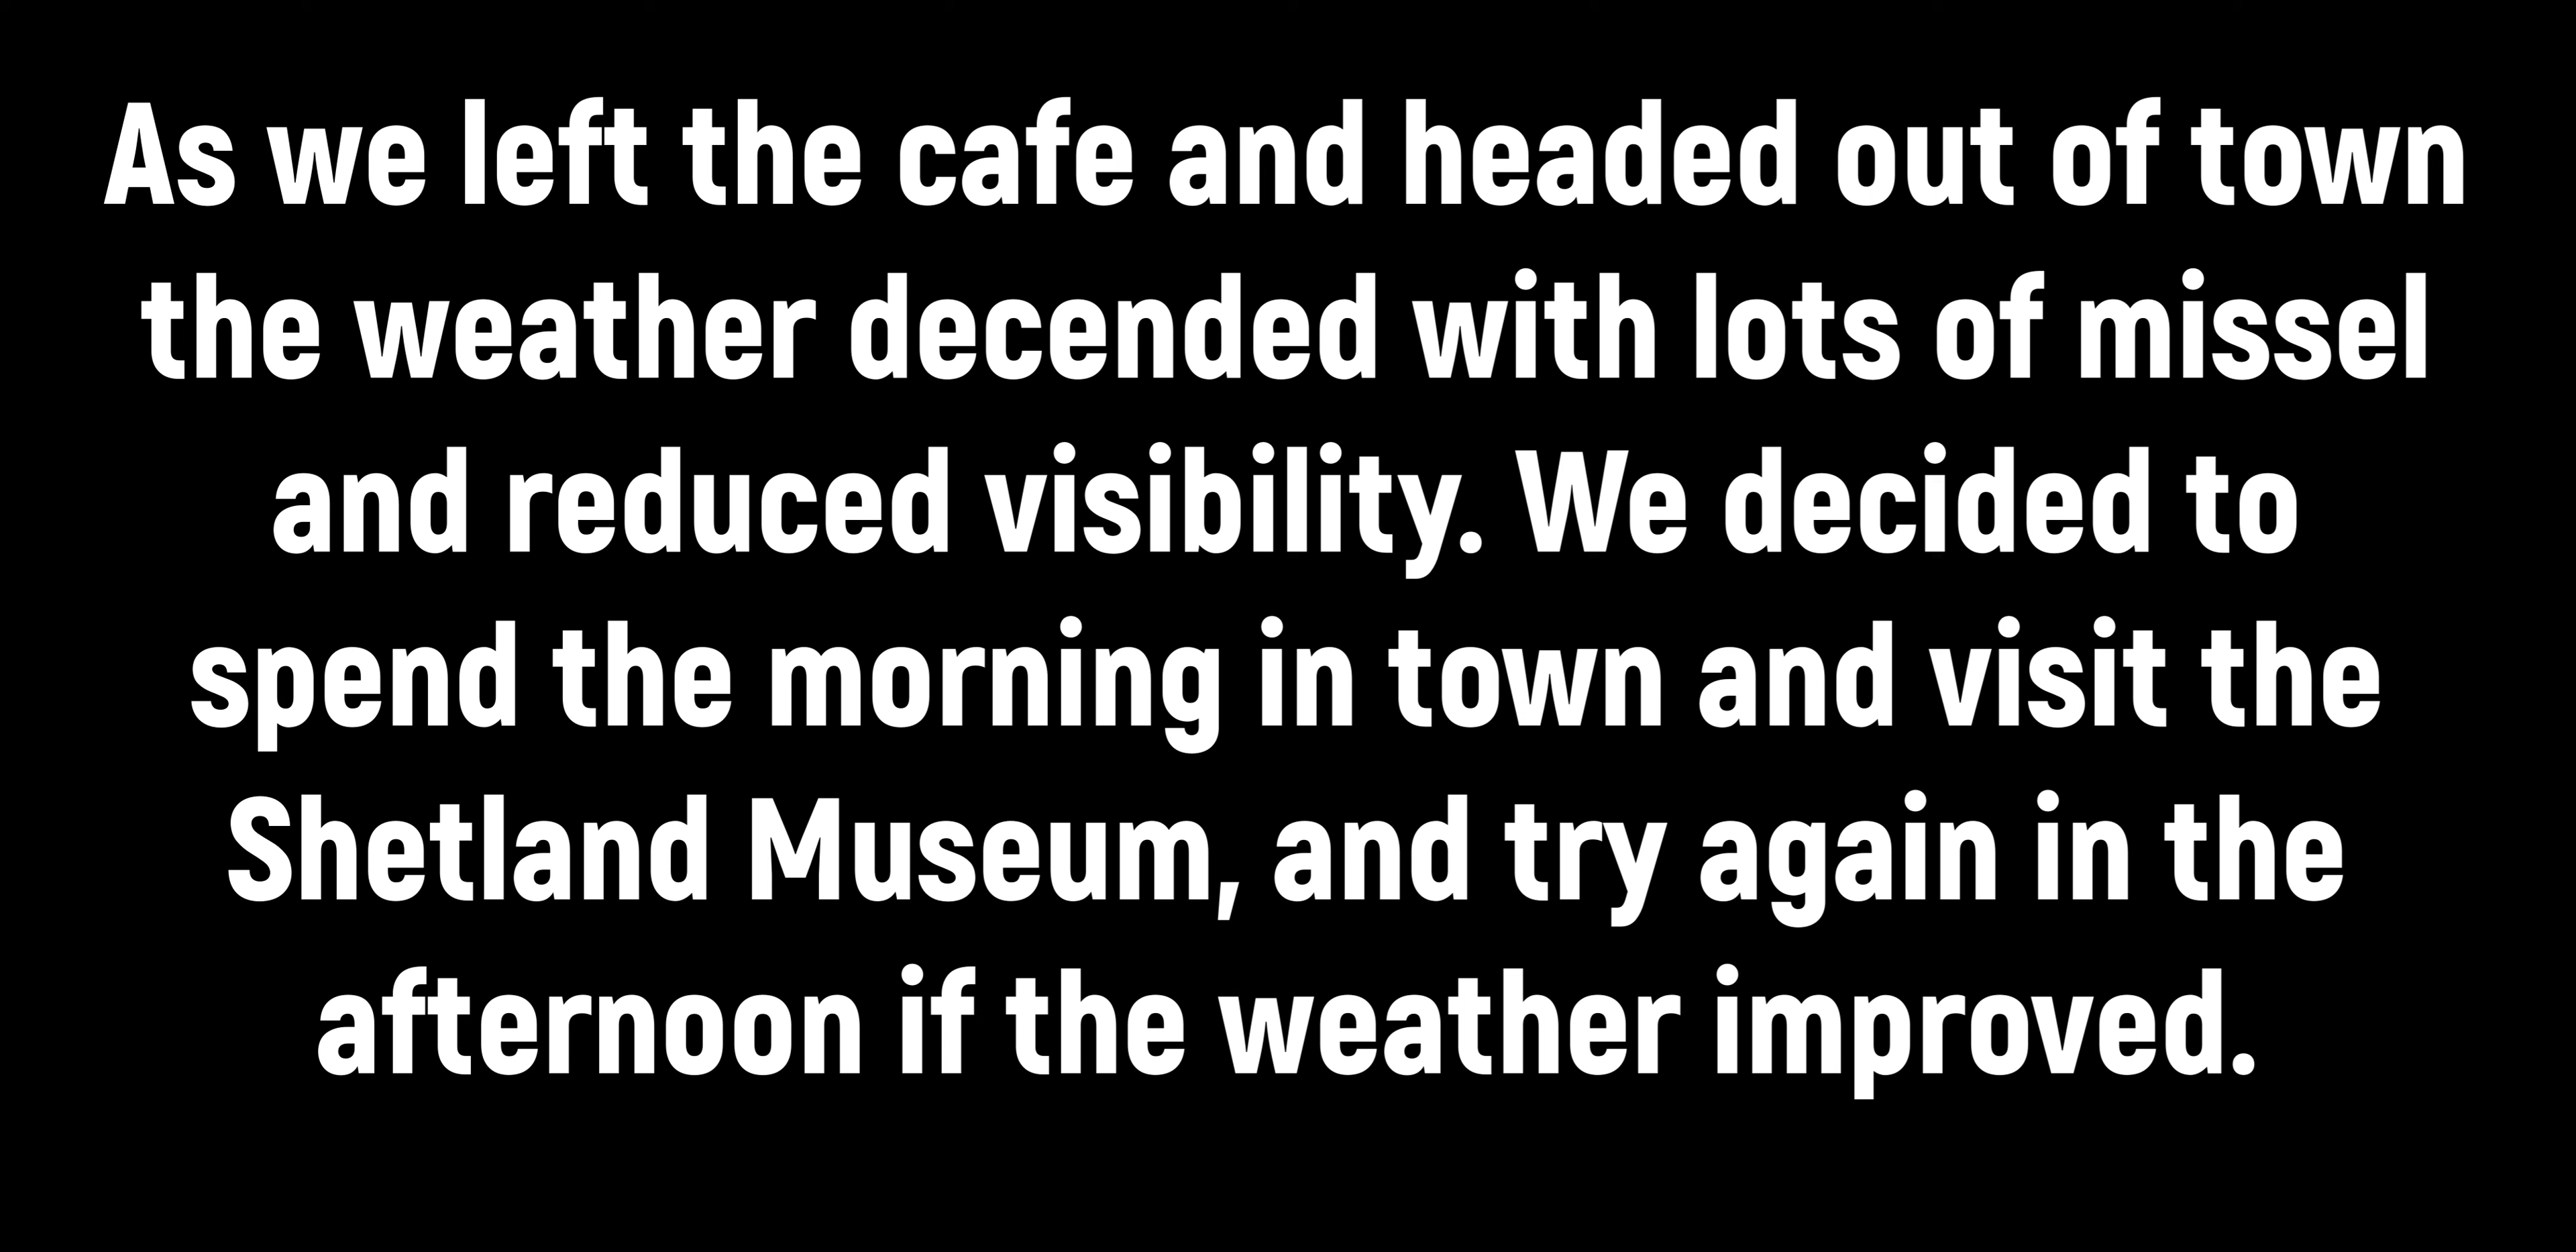 As we left the cafe and headed out of town
the weather decended with lots of missel
and reduced visibility. We decided to
spend the morning in town and visit the
Shetland Museum, and try again in the
afternoon if the weather improved.